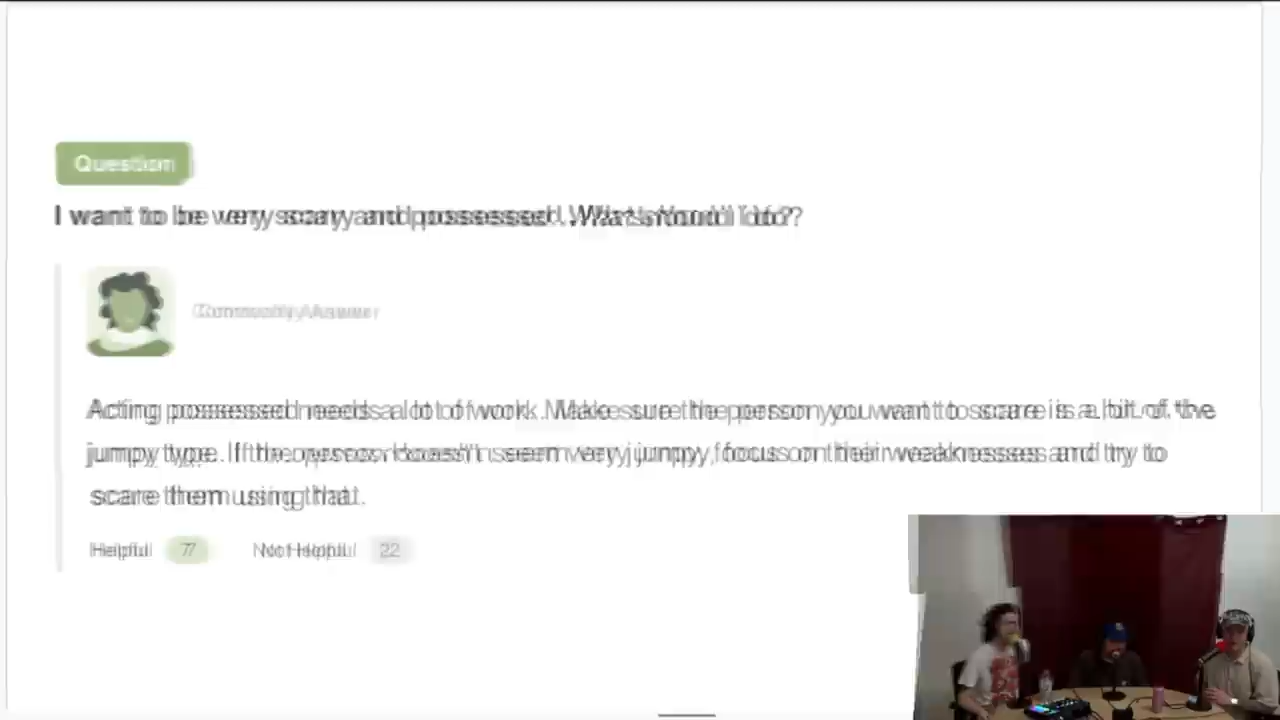 Question
I want to be very scary and possessed. What should I do?
Community Answer
Acting possessed needs a lot of work. Make sure the person you want to scare is a bit of the
jumpy type. If the person doesn't seem very jumpy, focus on their weaknesses and try to
scare them using that.
Helpful 7 Not Helpful 2